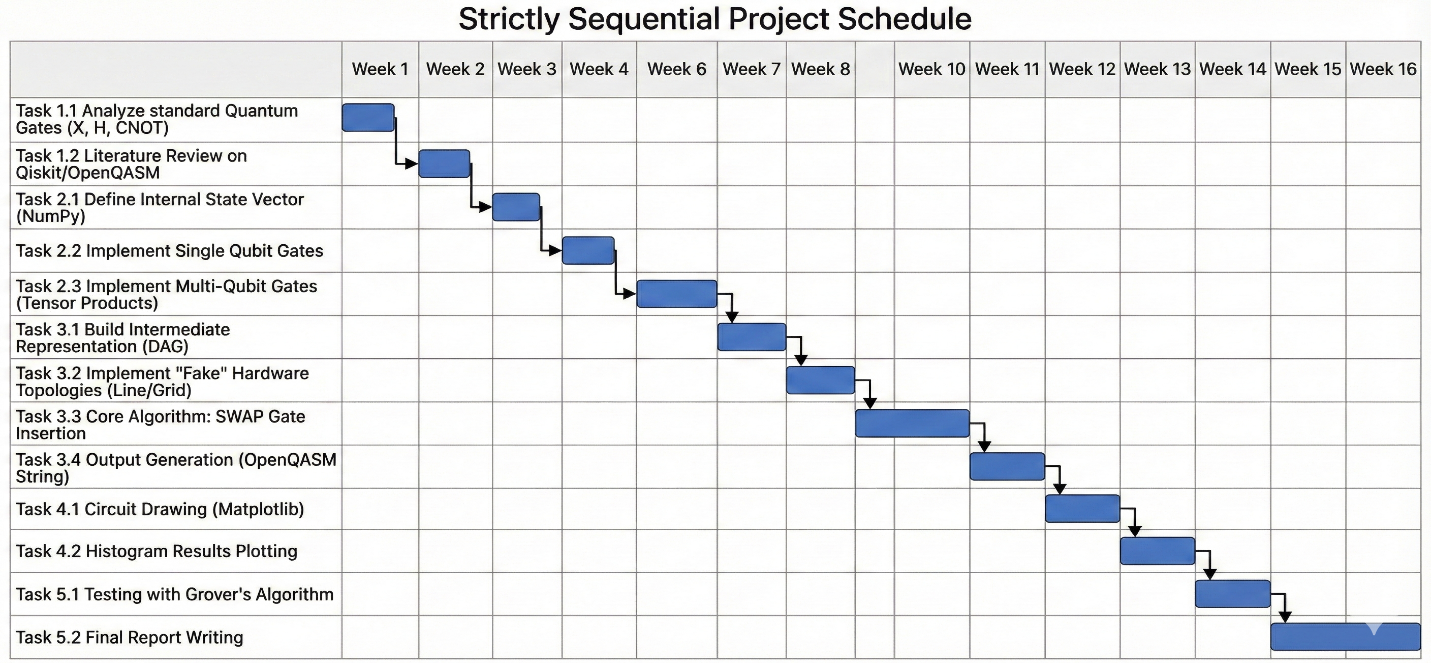 Strictly Sequential Project Schedule
Week 1 Week 2 Week 3 Week 4 Week 6 Week 7 Week 8 Week 10 Week 11 Week 12 Week 13 Week 14 Week 15 Week 16
Task 1.1 Analyze standard Quantum
Gates (X, H, CNOT)
Task 1.2 Literature Review on
Qiskit/OpenQASM
Task 2.1 Define Internal State Vector
(NumPy)
Task 2.2 Implement Single Qubit Gates
Task 2.3 Implement Multi-Qubit Gates
(Tensor Products)
Task 3.1 Build Intermediate
Representation (DAG)
Task 3.2 Implement "Fake" Hardware
Topologies (Line/Grid)
Task 3.3 Core Algorithm: SWAP Gate
Insertion
Task 3.4 Output Generation (OpenQASM
String)
Task 4.1 Circuit Drawing (Matplotlib)
Task 4.2 Histogram Results Plotting
Task 5.1 Testing with Grover's Algorithm
Task 5.2 Final Report Writing